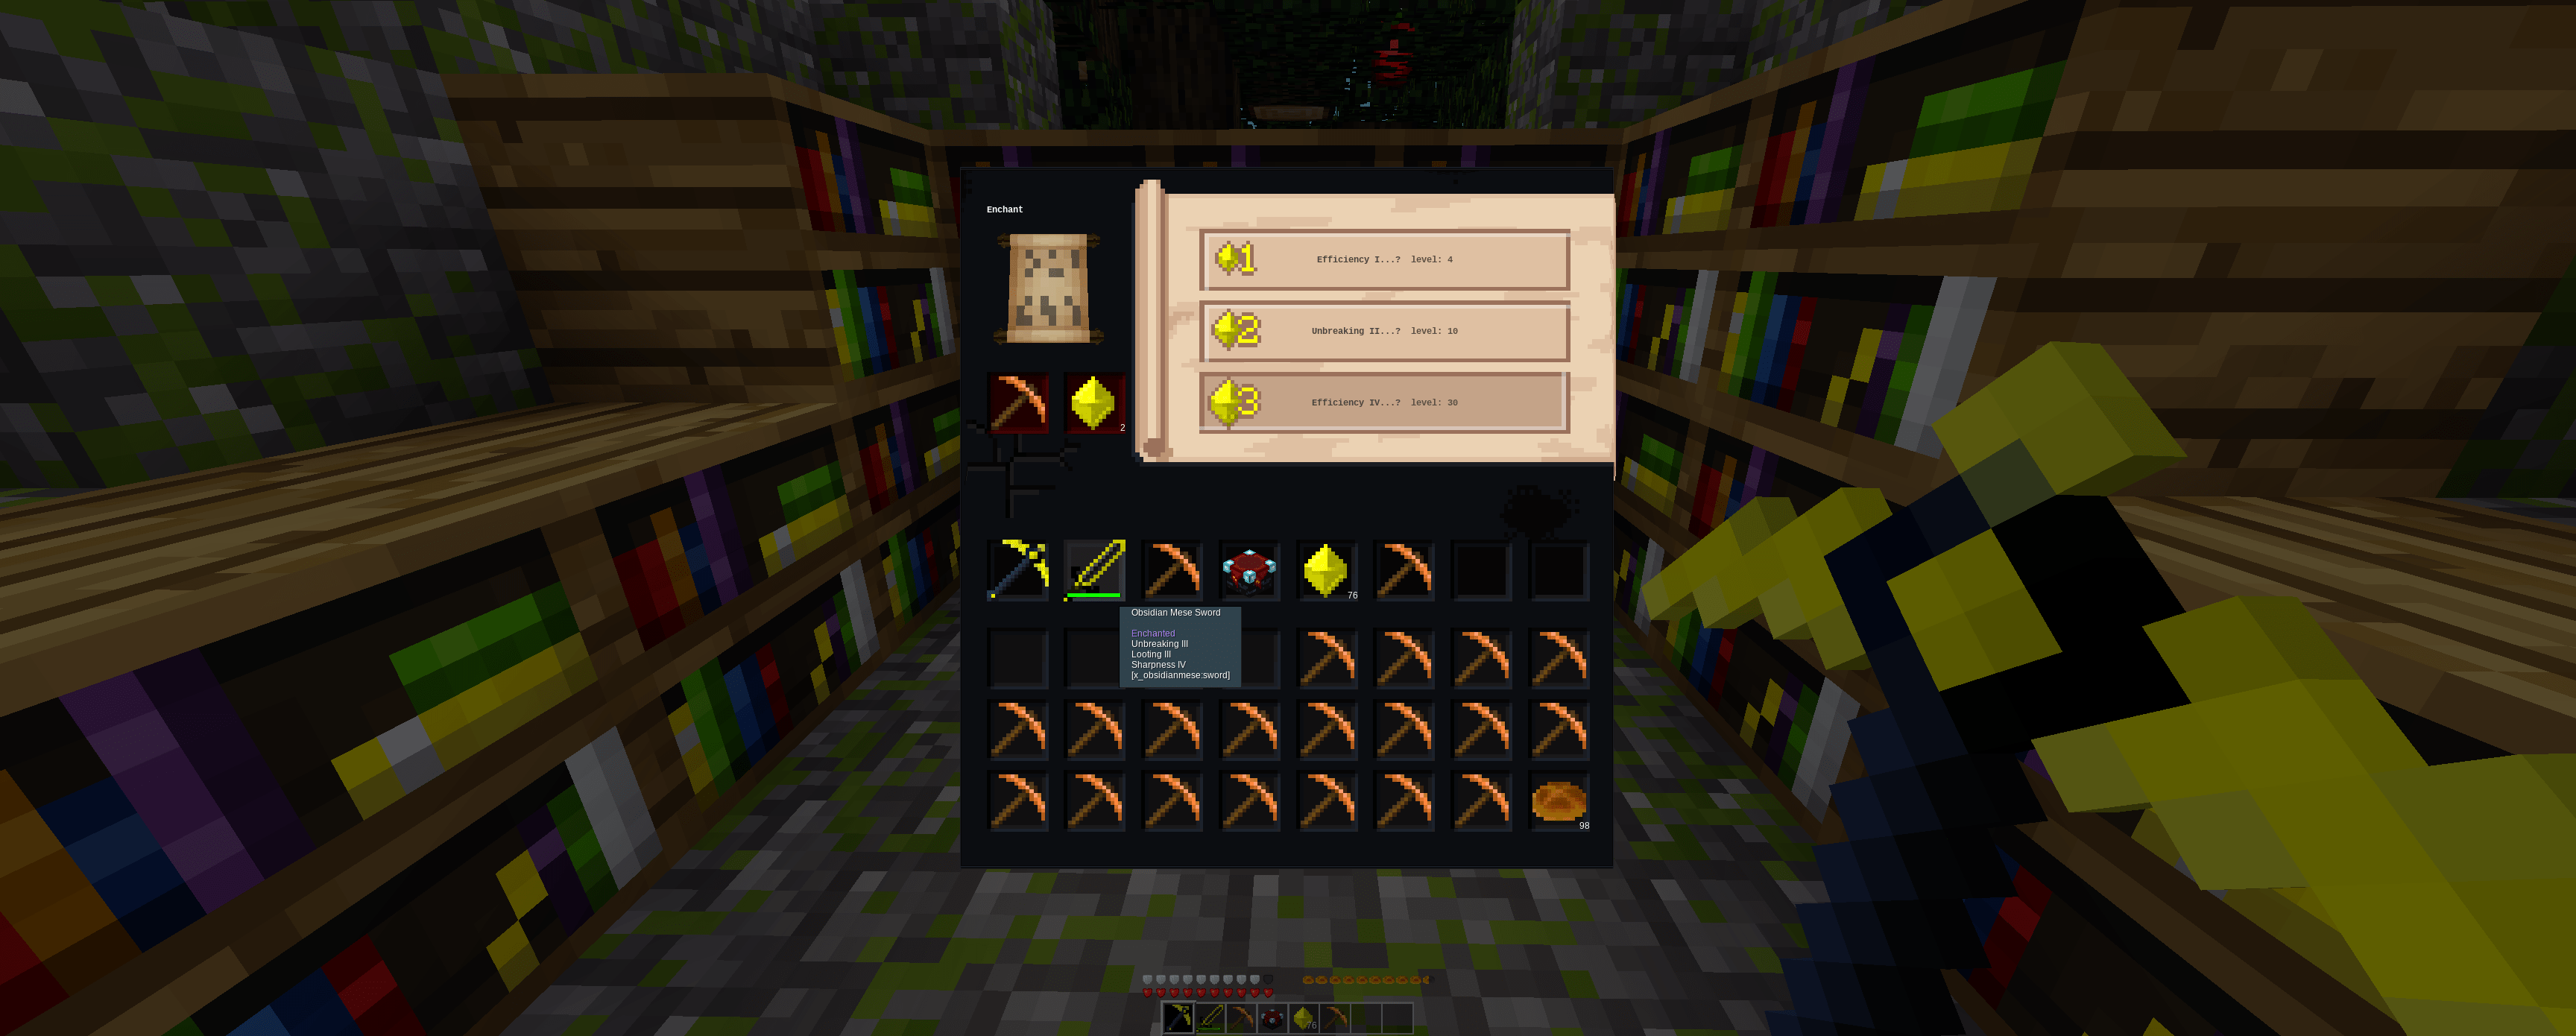 Enchant
1
Efficiency I...? level: 4
2
Unbreaking II...? level: 10
3
Efficiency IV...? level: 30
2
76
Obsidian Mese Sword
Enchanted
Unbreaking III
Looting III
Sharpness IV
[x_obsidianmese:sword]
98
76